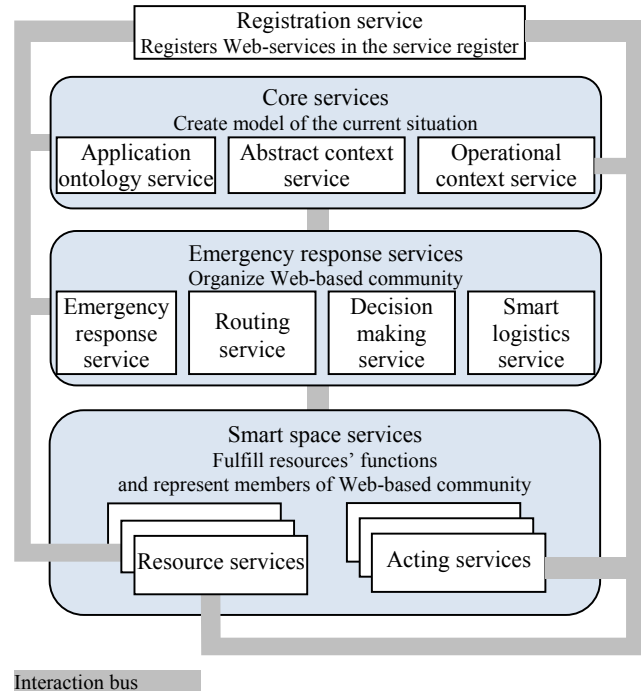 Registration service
Registers Web-services in the service register
Core services
Create model of the current situation
Application
ontology service
Abstract context
service
Operational
context service
Emergency response services
Organize Web-based community
Emergency
response
service
Routing
service
Decision
making
service
Smart
logistics
service
Smart space services
Fulfill resources’ functions
and represent members of Web-based community
Resource services
Acting services
Interaction bus